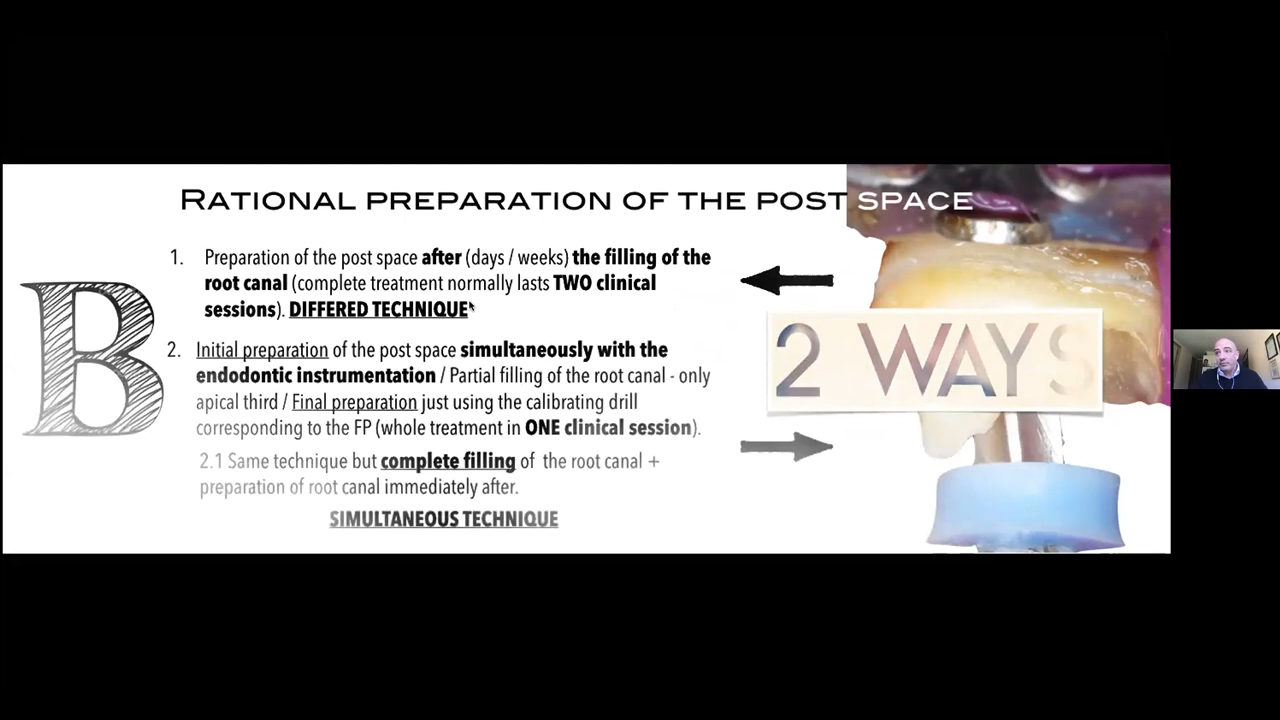 RATIONAL PREPARATION OF THE POST SPACE
B
1. Preparation of the post space after (days / weeks) the filling of the
root canal (complete treatment normally lasts TWO clinical
sessions). DIFFERED TECHNIQUE
2. Initial preparation of the post space simultaneously with the
endodontic instrumentation / Partial filling of the root canal - only
apical third / Final preparation just using the calibrating drill
corresponding to the FP (whole treatment in ONE clinical session).
2.1 Same technique but complete filling of the root canal +
preparation of root canal immediately after.
SIMULTANEOUS TECHNIQUE
2 WAYS